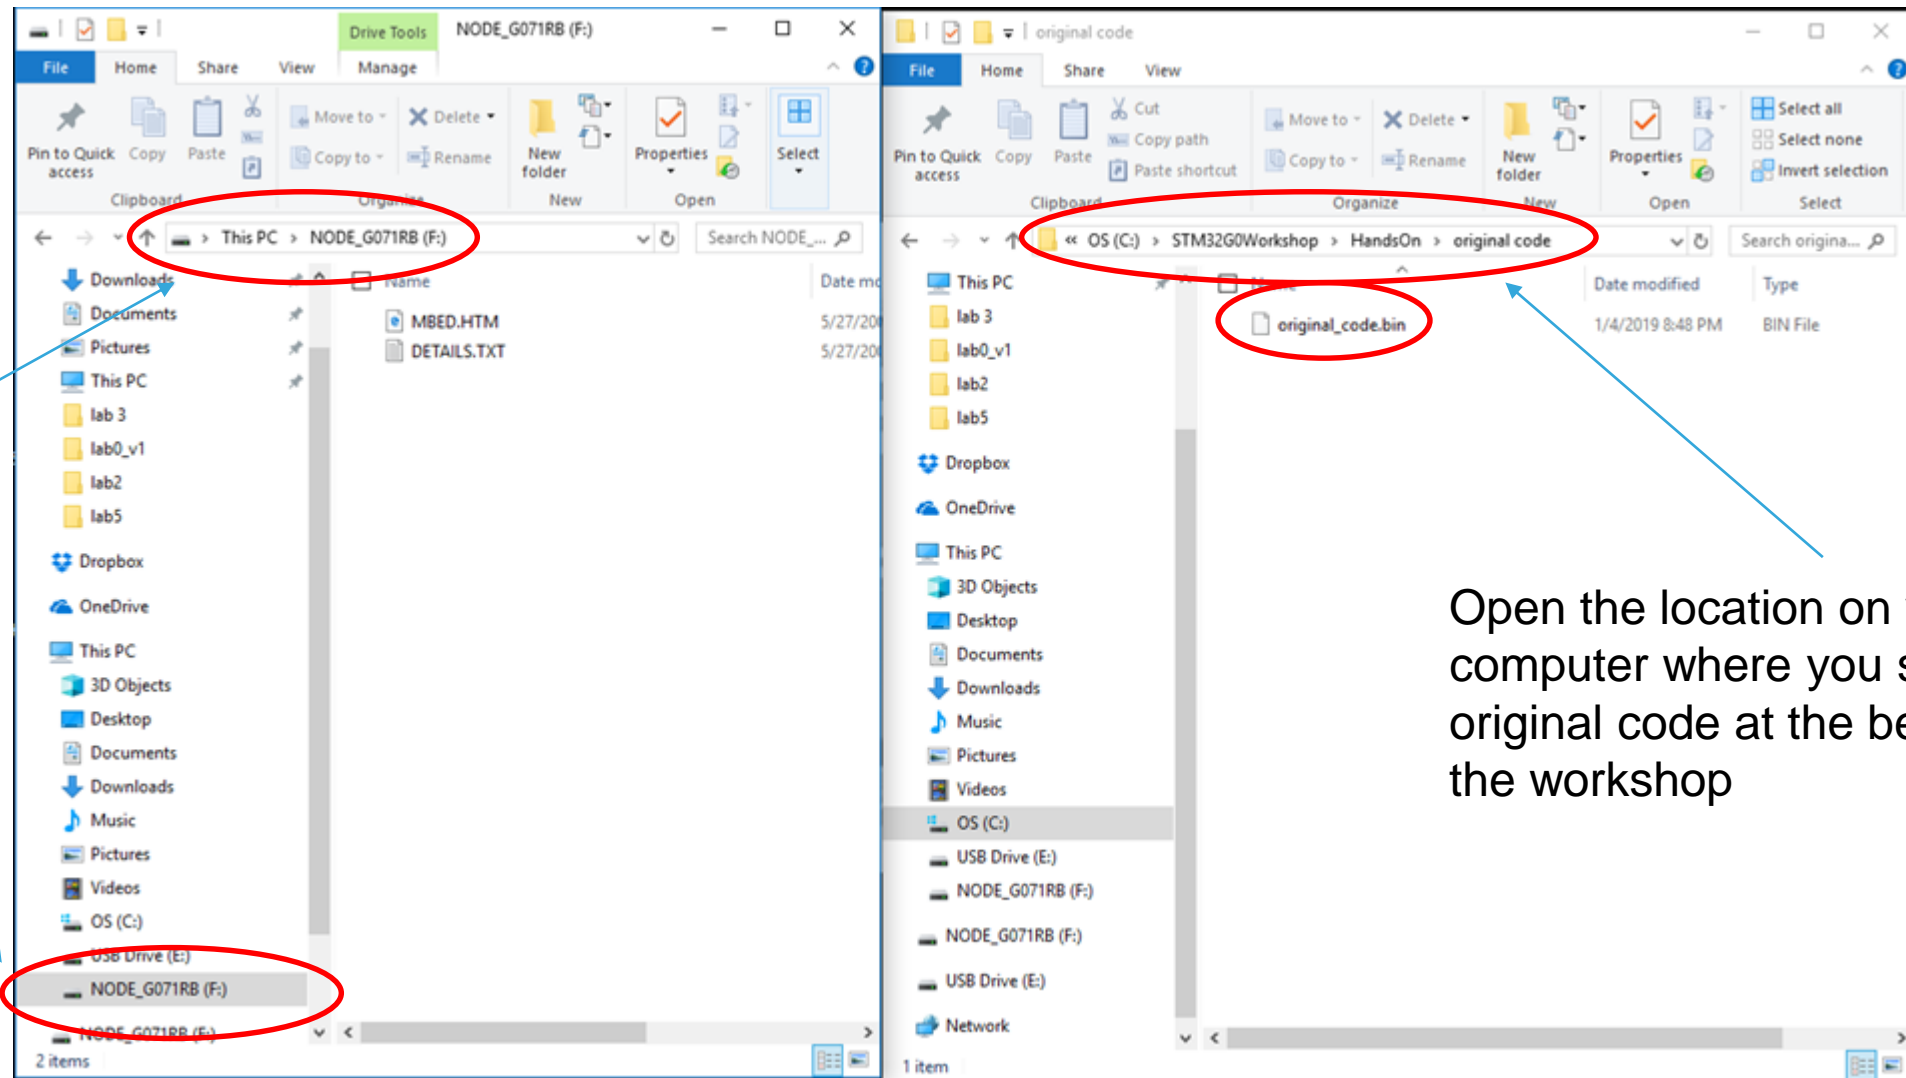 Drive Tools NODE_G071RB (F:)
File Home Share View Manage
Pin to Quick access Copy Paste
Move to Copy to Delete Rename
New folder
Properties
Select
Clipboard Organize New Open
This PC > NODE_G071RB (F:)
Search NODE_...
Downloads
Documents
Pictures
This PC
lab 3
lab0_v1
lab2
lab5
Dropbox
OneDrive
This PC
3D Objects
Desktop
Documents
Downloads
Music
Pictures
Videos
OS (C:)
USB Drive (E:)
NODE_G071RB (F:)
NODE_G071RB (F:)
2 items
Name Date
MBED.HTM 5/27/20
DETAILS.TXT 5/27/20
original code
File Home Share View
Pin to Quick access Copy Paste
Cut
Copy path
Paste shortcut
Move to Copy to Delete Rename
New folder
Properties
Select all
Select none
Invert selection
Clipboard Organize New Open Select
« OS (C:) > STM32G0Workshop > HandsOn > original code
Search origina...
This PC
lab 3
lab0_v1
lab2
lab5
Dropbox
OneDrive
This PC
3D Objects
Desktop
Documents
Downloads
Music
Pictures
Videos
OS (C:)
USB Drive (E:)
NODE_G071RB (F:)
NODE_G071RB (F:)
USB Drive (E:)
Network
1 item
Date modified Type
original_code.bin 1/4/2019 8:48 PM BIN File
Open the location on
computer where you
original code at the
the workshop